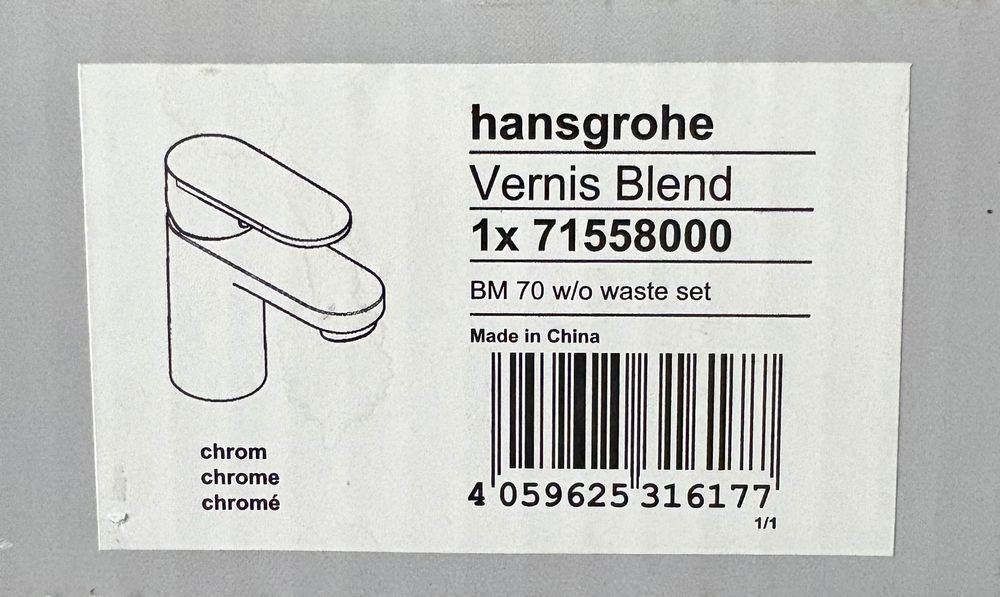 hansgrohe
Vernis Blend
1x 71558000
BM 70 w/o waste set
Made in China
4 059625 316177
1/1
chrom
chrome
chromé